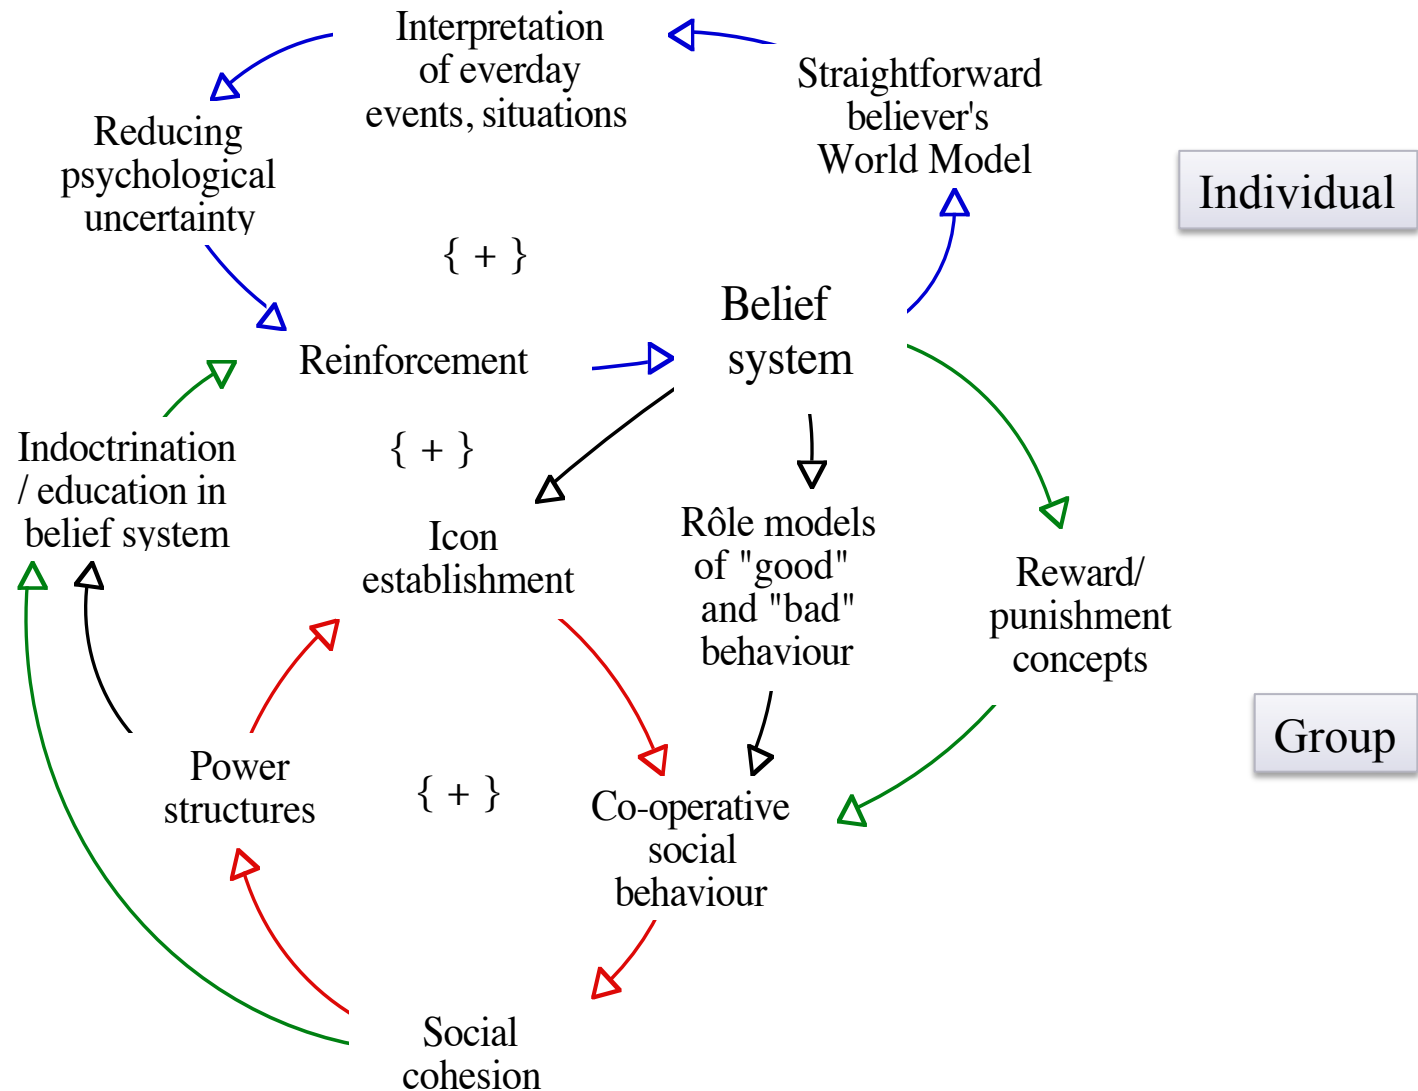 Interpretation
of everday
events, situations
Straightforward
believer's
World Model
Reducing
psychological
uncertainty
Individual
{ + }
Belief
system
Reinforcement
Indoctrination
/ education in
belief system
{ + }
Icon
establishment
Rôle models
of "good"
and "bad"
behaviour
Reward/
punishment
concepts
Group
Power
structures
{ + }
Co-operative
social
behaviour
Social
cohesion